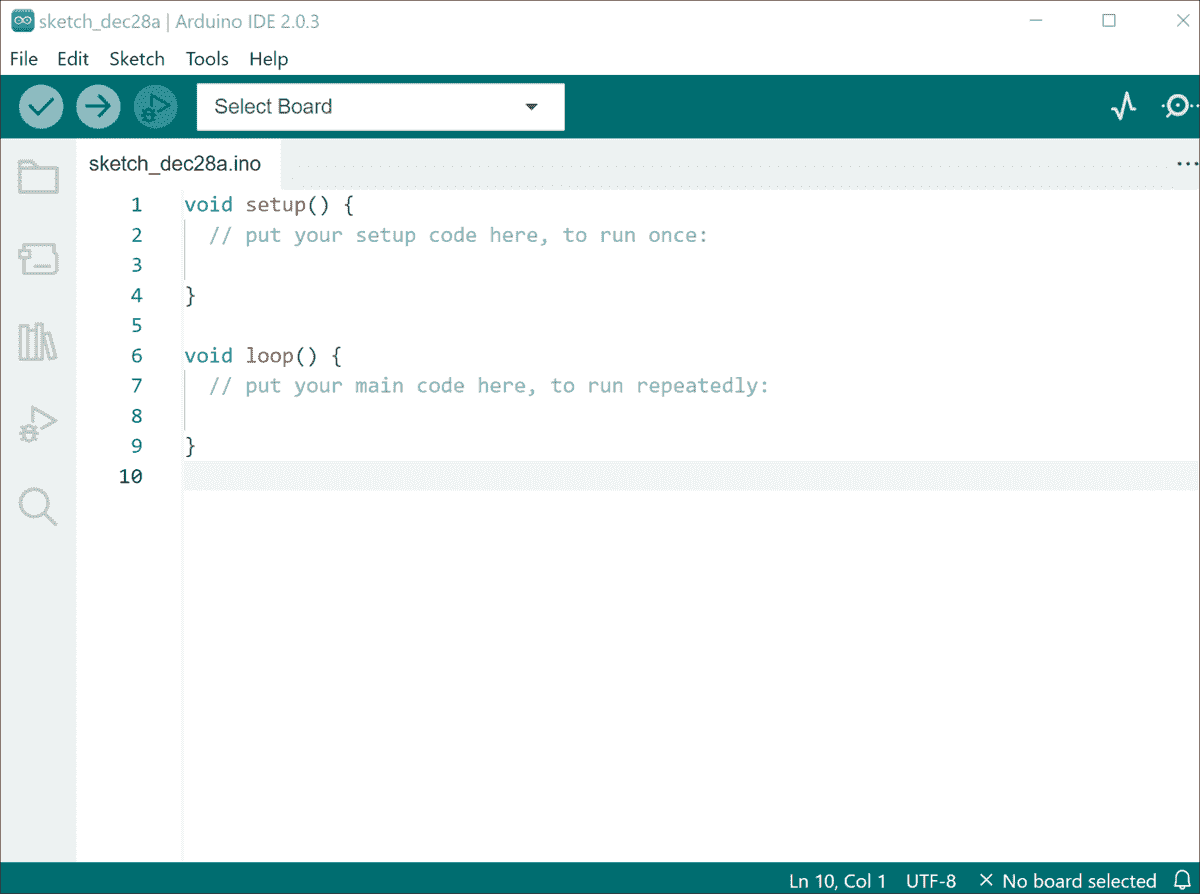 sketch_dec28a | Arduino IDE 2.0.3
File Edit Sketch Tools Help
Select Board
sketch_dec28a.ino
1 void setup() {
2   // put your setup code here, to run once:
3
4 }
5
6 void loop() {
7   // put your main code here, to run repeatedly:
8
9 }
10
Ln 10, Col 1 UTF-8 No board selected